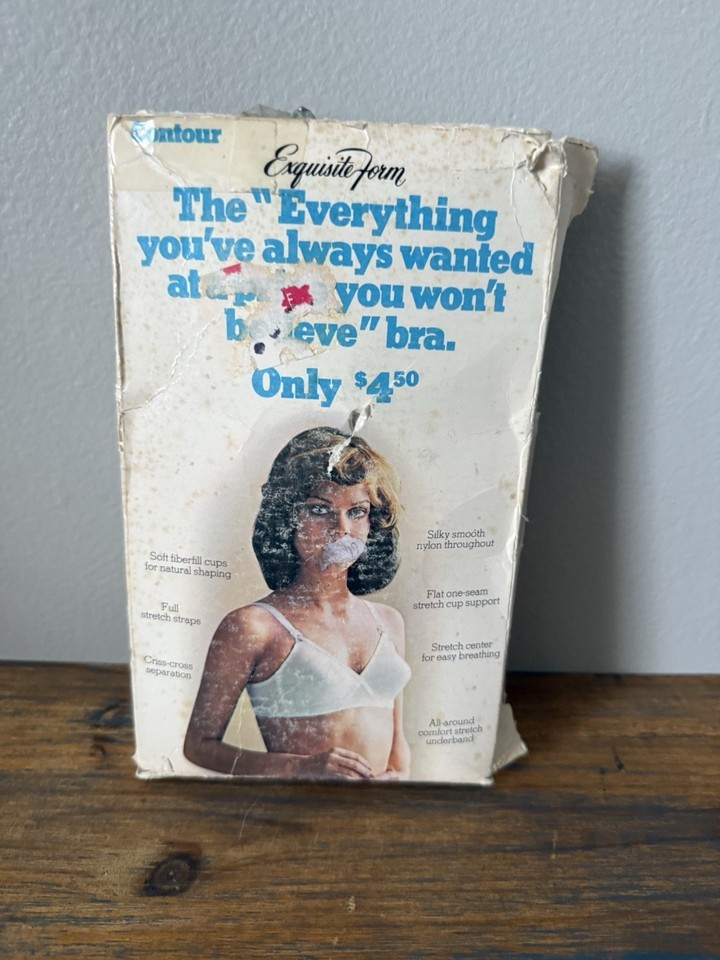 Contour
Exquisite Form
The "Everything
you've always wanted
at you won't
bra.
Only $4.50
Soft fiberfill cups
for natural shaping
Full
stretch straps
Criss-cross
separation
Silky smooth
nylon throughout
Flat one-seam
stretch cup support
Stretch center
for easy breathing
All-around
comfort stretch
underband